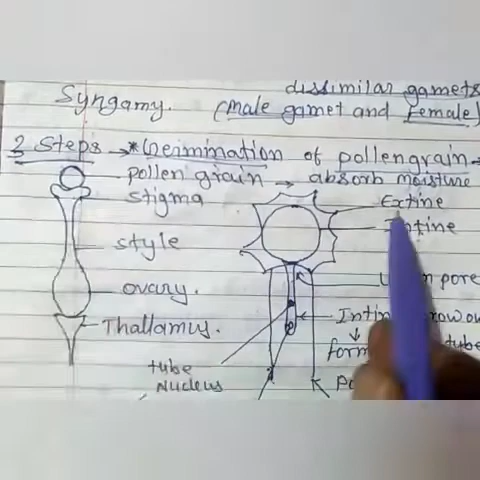 dissimilar gamets
Syngamy. (male gamet and Female)
2 Steps → *Germination of pollengrain →
pollen grain → absorb moisture
stigma Extine
Intine
style
pore
ovary.
Thallamus.
form tube
tube
Nucleus